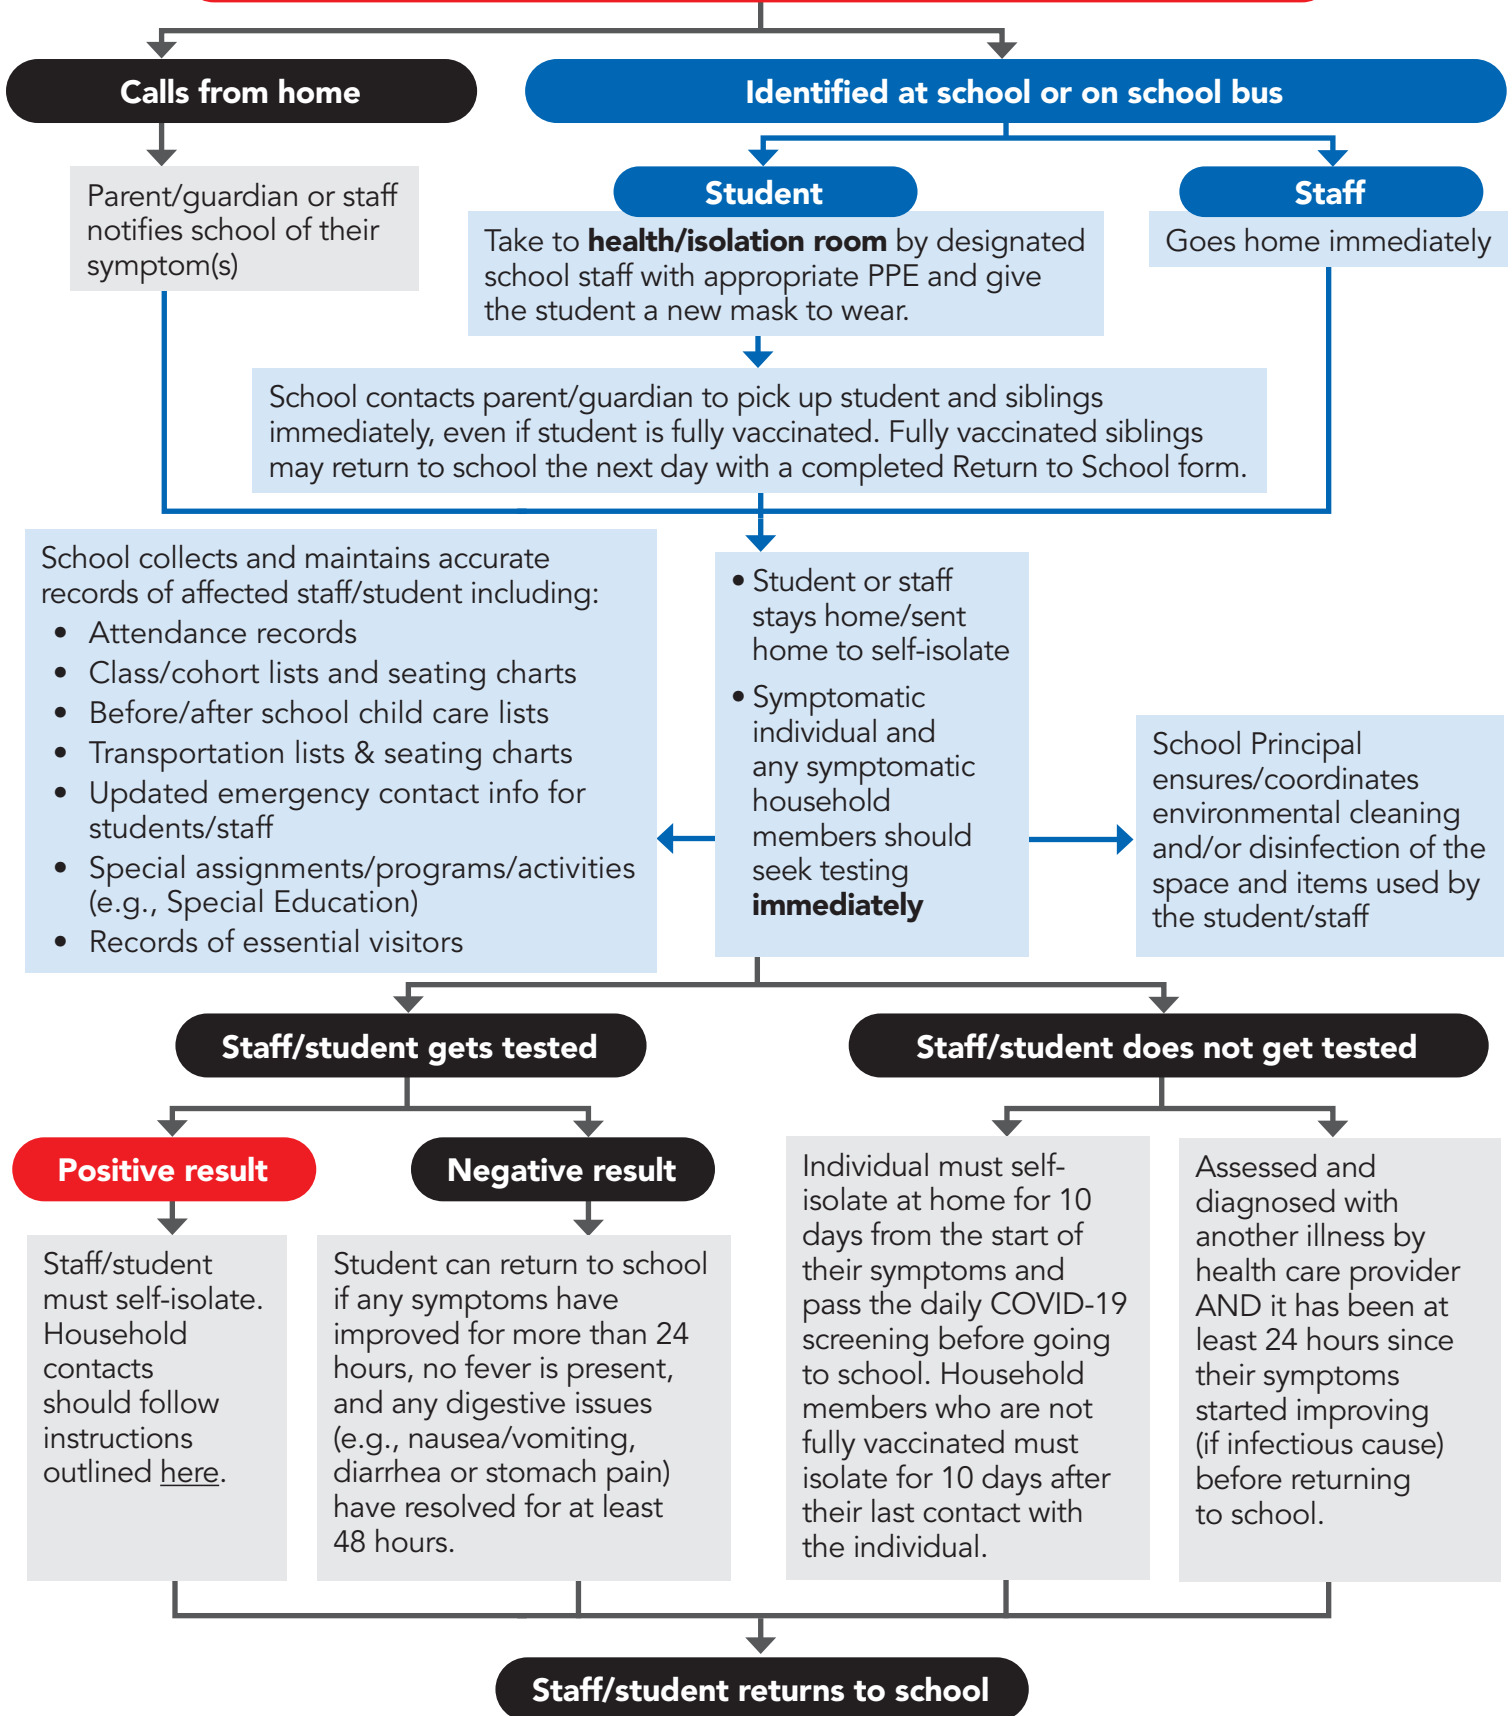 Calls from home
Identified at school or on school bus
Parent/guardian or staff
notifies school of their
symptom(s)
Student
Take to health/isolation room by designated
school staff with appropriate PPE and give
the student a new mask to wear.
Staff
Goes home immediately
School contacts parent/guardian to pick up student and siblings
immediately, even if student is fully vaccinated. Fully vaccinated siblings
may return to school the next day with a completed Return to School form.
School collects and maintains accurate
records of affected staff/student including:
• Attendance records
• Class/cohort lists and seating charts
• Before/after school child care lists
• Transportation lists & seating charts
• Updated emergency contact info for
students/staff
• Special assignments/programs/activities
(e.g., Special Education)
• Records of essential visitors
• Student or staff
stays home/sent
home to self-isolate
• Symptomatic
individual and
any symptomatic
household
members should
seek testing
immediately
School Principal
ensures/coordinates
environmental cleaning
and/or disinfection of the
space and items used by
the student/staff
Staff/student gets tested
Staff/student does not get tested
Positive result
Staff/student
must self-isolate.
Household
contacts
should follow
instructions
outlined here.
Negative result
Student can return to school
if any symptoms have
improved for more than 24
hours, no fever is present,
and any digestive issues
(e.g., nausea/vomiting,
diarrhea or stomach pain)
have resolved for at least
48 hours.
Individual must self-
isolate at home for 10
days from the start of
their symptoms and
pass the daily COVID-19
screening before going
to school. Household
members who are not
fully vaccinated must
isolate for 10 days after
their last contact with
the individual.
Assessed and
diagnosed with
another illness by
health care provider
AND it has been at
least 24 hours since
their symptoms
started improving
(if infectious cause)
before returning
to school.
Staff/student returns to school